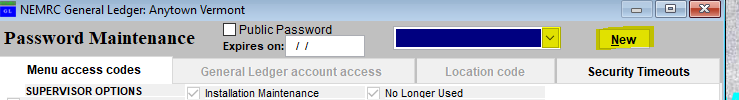 GL NEMRC General Ledger: Anytown Vermont
Password Maintenance
Public Password
Expires on: / /
New
Menu access codes General Ledger account access Location code Security Timeouts
SUPERVISOR OPTIONS Installation Maintenance No Longer Used